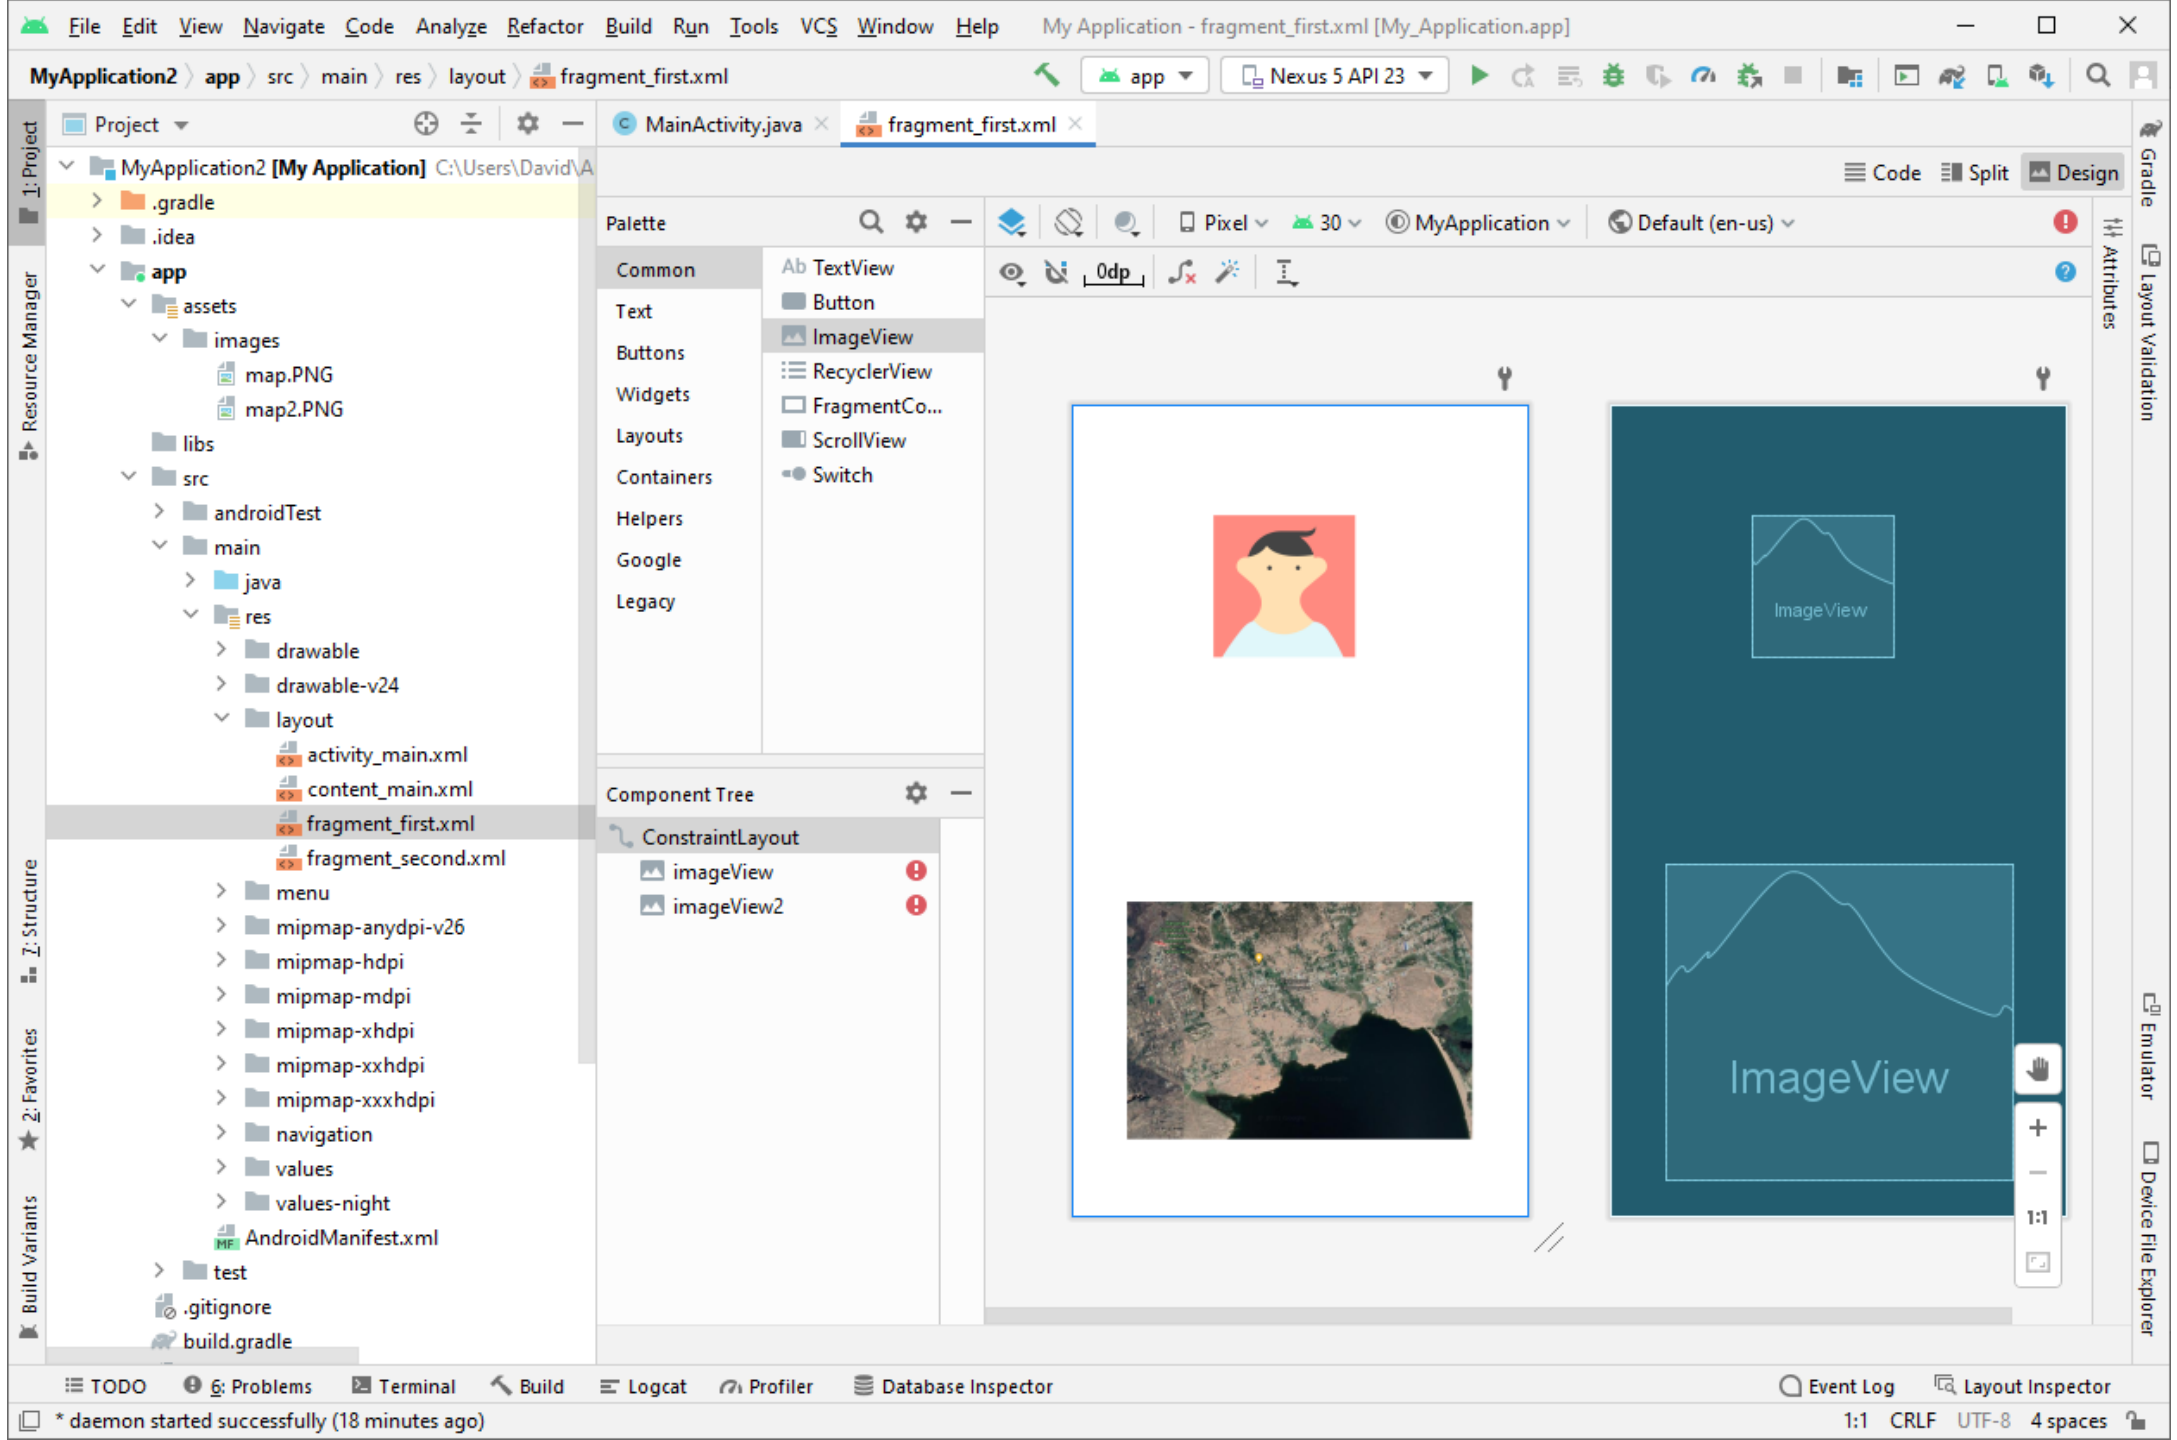 File Edit View Navigate Code Analyze Refactor Build Run Tools VCS Window Help My Application - fragment_first.xml [My_Application.app]
MyApplication2 app src main res layout fragment_first.xml app Nexus 5 API 23
1: Project
Resource Manager
7: Structure
2: Favorites
Build Variants
Project
MyApplication2 [My Application] C:\Users\David\A
.gradle
.idea
app
assets
images
map.PNG
map2.PNG
libs
src
androidTest
main
java
res
drawable
drawable-v24
layout
activity_main.xml
content_main.xml
fragment_first.xml
fragment_second.xml
menu
mipmap-anydpi-v26
mipmap-hdpi
mipmap-mdpi
mipmap-xhdpi
mipmap-xxhdpi
mipmap-xxxhdpi
navigation
values
values-night
AndroidManifest.xml
test
.gitignore
build.gradle
MainActivity.java fragment_first.xml
Code Split Design
Palette
Common
Text
Buttons
Widgets
Layouts
Containers
Helpers
Google
Legacy
Ab TextView
Button
ImageView
RecyclerView
FragmentCo...
ScrollView
Switch
Component Tree
ConstraintLayout
imageView
imageView2
Pixel 30 MyApplication Default (en-us)
0dp
ImageView
ImageView
1:1
Attributes
Gradle
Layout Validation
Emulator
Device File Explorer
TODO 6: Problems Terminal Build Logcat Profiler Database Inspector Event Log Layout Inspector
* daemon started successfully (18 minutes ago) 1:1 CRLF UTF-8 4 spaces